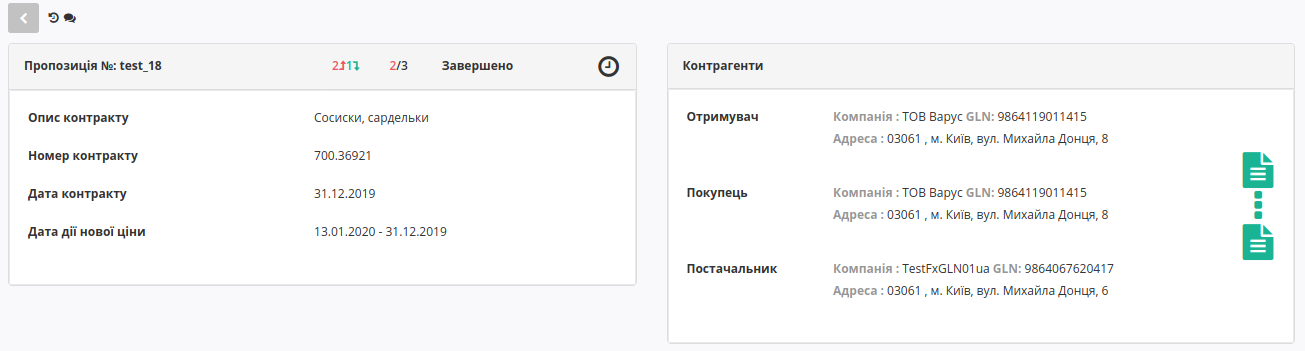 Пропозиція №: test_18 2 1 2/3 Завершено
Опис контракту Сосиски, сардельки
Номер контракту 700.36921
Дата контракту 31.12.2019
Дата дії нової ціни 13.01.2020 - 31.12.2019
Контрагенти
Отримувач Компанія : ТОВ Варус GLN: 9864119011415
Адреса : 03061 , м. Київ, вул. Михайла Донця, 8
Покупець Компанія : ТОВ Варус GLN: 9864119011415
Адреса : 03061 , м. Київ, вул. Михайла Донця, 8
Постачальник Компанія : TestFxGLN01ua GLN: 9864067620417
Адреса : 03061 , м. Київ, вул. Михайла Донця, 6